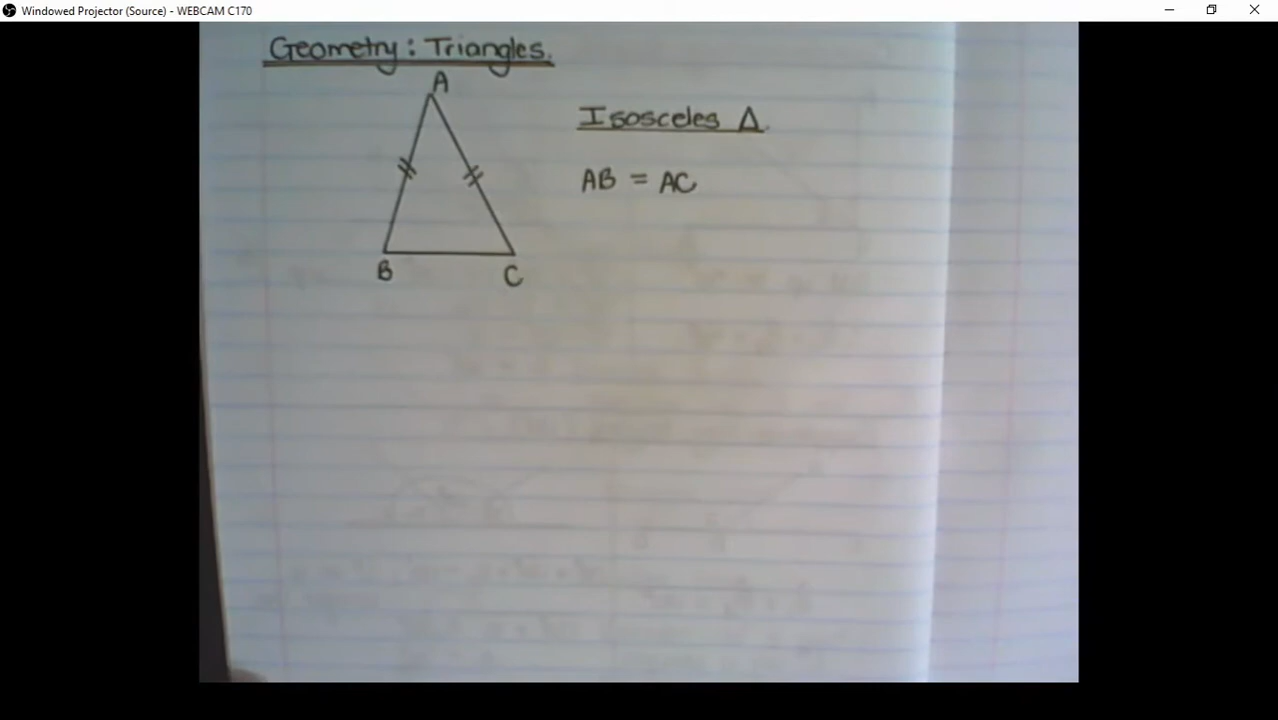 Windowed Projector (Source) - WEBCAM C170
Geometry: Triangles.
A
Isosceles Δ.
AB = AC
B
C